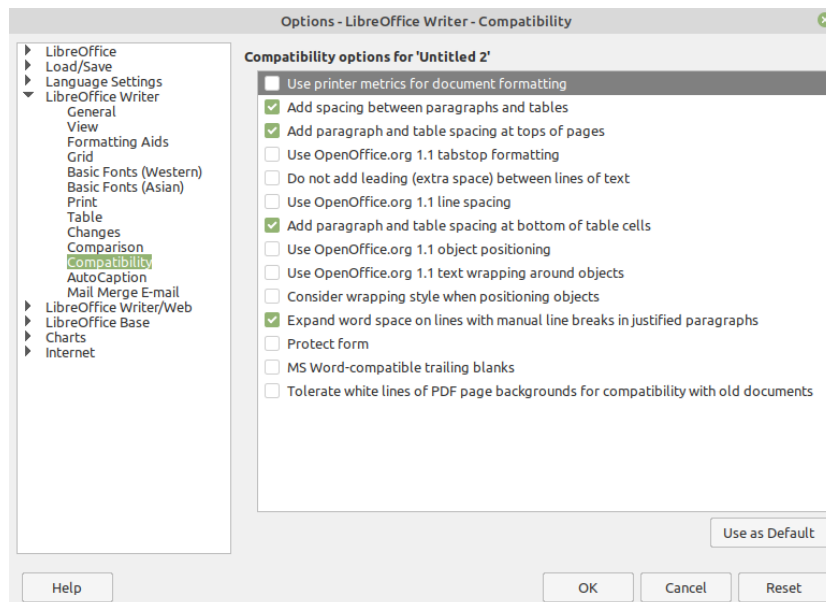 Options - LibreOffice Writer - Compatibility
LibreOffice
Load/Save
Language Settings
LibreOffice Writer
General
View
Formatting Aids
Grid
Basic Fonts (Western)
Basic Fonts (Asian)
Print
Table
Changes
Comparison
Compatibility
AutoCaption
Mail Merge E-mail
LibreOffice Writer/Web
LibreOffice Base
Charts
Internet
Compatibility options for 'Untitled 2'
Use printer metrics for document formatting
Add spacing between paragraphs and tables
Add paragraph and table spacing at tops of pages
Use OpenOffice.org 1.1 tabstop formatting
Do not add leading (extra space) between lines of text
Use OpenOffice.org 1.1 line spacing
Add paragraph and table spacing at bottom of table cells
Use OpenOffice.org 1.1 object positioning
Use OpenOffice.org 1.1 text wrapping around objects
Consider wrapping style when positioning objects
Expand word space on lines with manual line breaks in justified paragraphs
Protect form
MS Word-compatible trailing blanks
Tolerate white lines of PDF page backgrounds for compatibility with old documents
Use as Default
Help
OK
Cancel
Reset